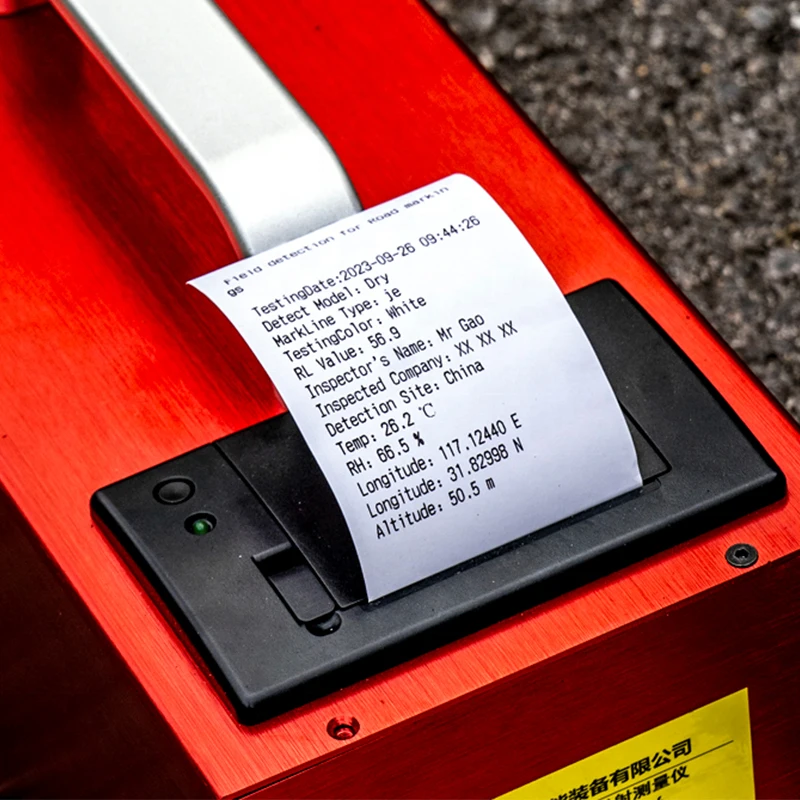 Field detection for Road markin
gs
TestingDate:2023-09-26 09:44:26
Detect Model: Dry
MarkLine Type: je
TestingColor: White
RL Value: 56.9
Inspector's Name: Mr Gao
Inspected Company: XX XX XX
Detection Site: China
Temp: 26.2 ℃
RH: 66.5 %
Longitude: 117.12440 E
Longitude: 31.82998 N
Altitude: 50.5 m
装备有限公司
射测量仪